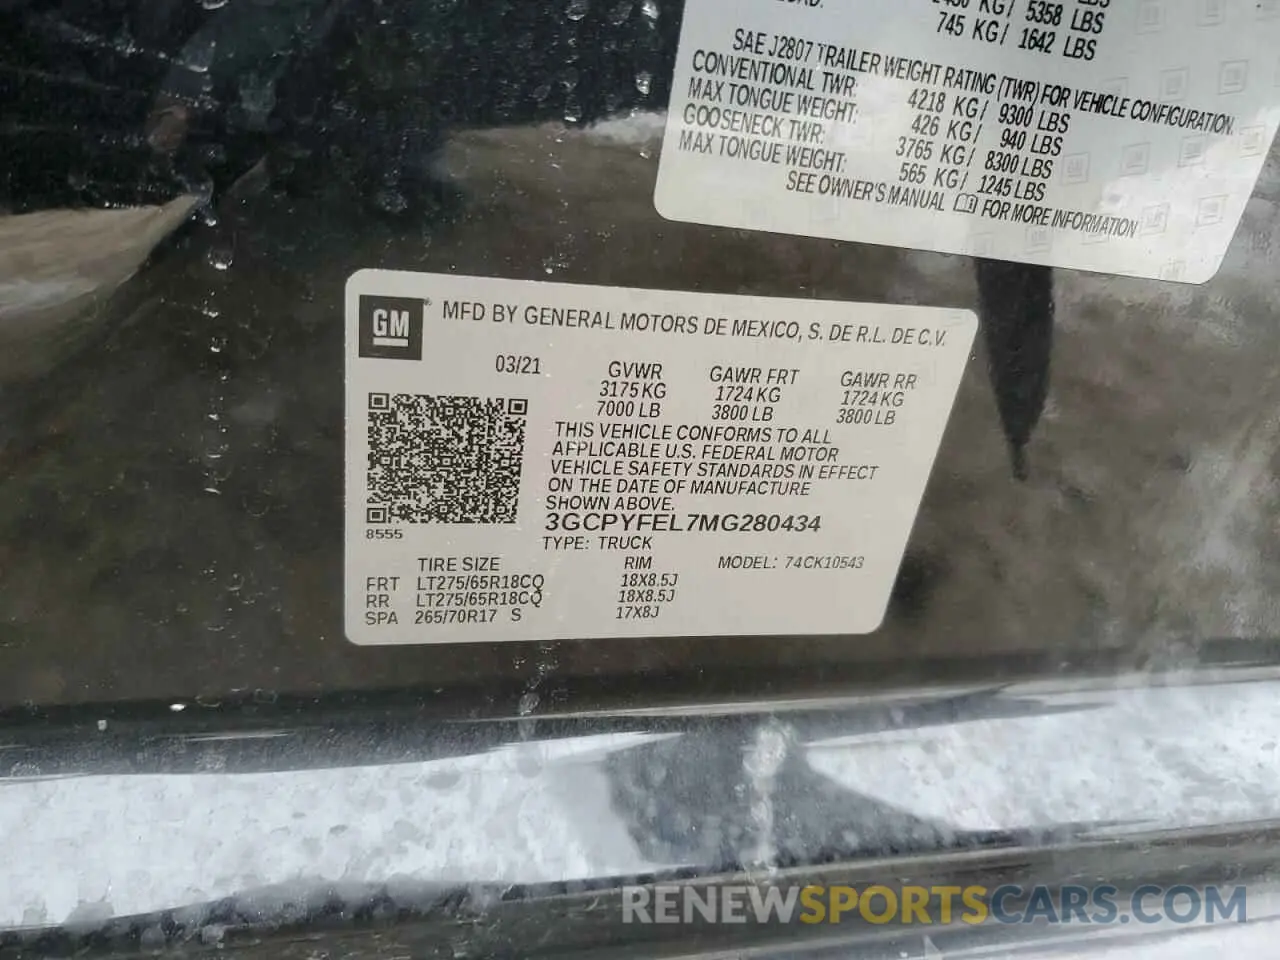 KG/ 5358 LBS
745 KG/ 1642 LBS
SAE J2807 TRAILER WEIGHT RATING (TWR) FOR VEHICLE CONFIGURATION.
CONVENTIONAL TWR: 4218 KG/ 9300 LBS
MAX TONGUE WEIGHT: 426 KG/ 940 LBS
GOOSENECK TWR: 3765 KG/ 8300 LBS
MAX TONGUE WEIGHT: 565 KG/ 1245 LBS
SEE OWNER'S MANUAL FOR MORE INFORMATION
GM® MFD BY GENERAL MOTORS DE MEXICO, S. DE R.L. DE C.V.
03/21 GVWR GAWR FRT GAWR RR
3175 KG 1724 KG 1724 KG
7000 LB 3800 LB 3800 LB
THIS VEHICLE CONFORMS TO ALL
APPLICABLE U.S. FEDERAL MOTOR
VEHICLE SAFETY STANDARDS IN EFFECT
ON THE DATE OF MANUFACTURE
SHOWN ABOVE.
3GCPYFEL7MG280434
8555
TYPE: TRUCK
TIRE SIZE RIM MODEL: 74CK10543
FRT LT275/65R18CQ 18X8.5J
RR LT275/65R18CQ 18X8.5J
SPA 265/70R17 S 17X8J
RENEWSPORTSCARS.COM